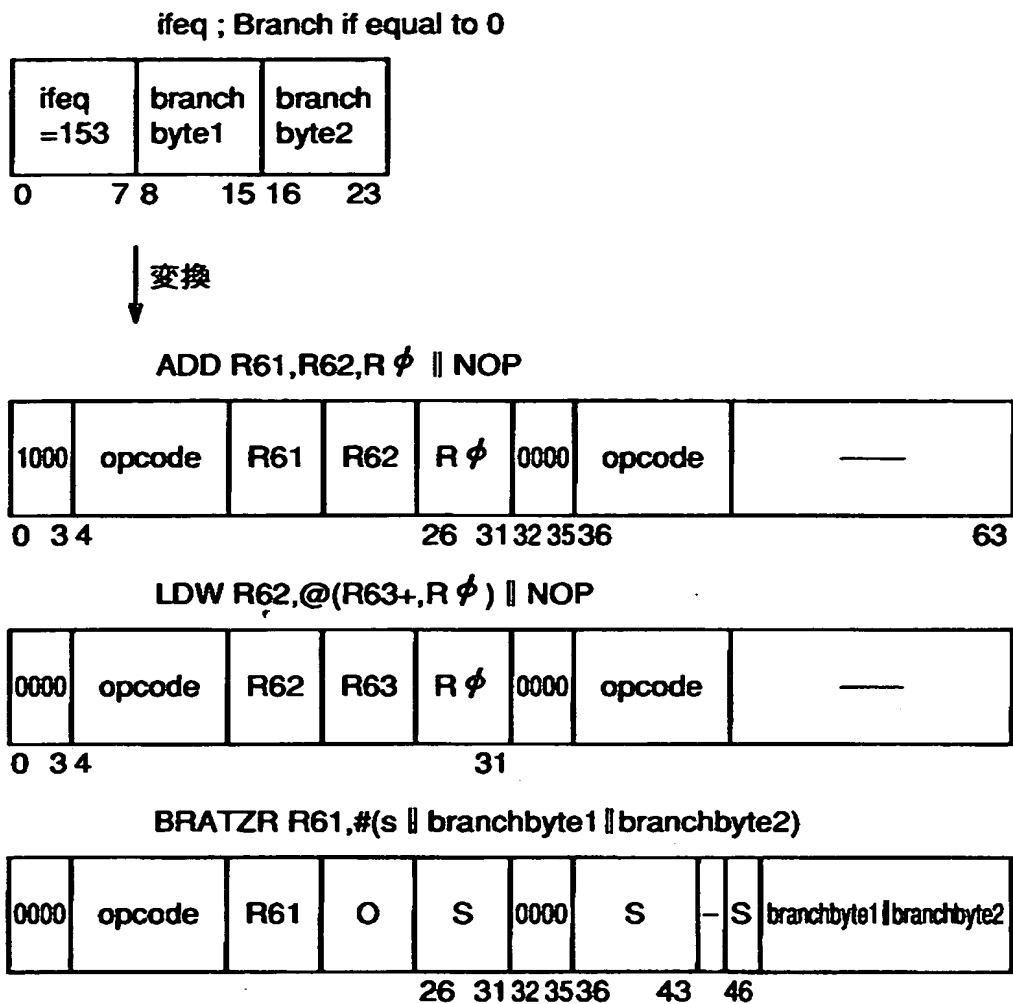 ifeq ; Branch if equal to 0
ifeq =153 branch byte1 branch byte2
0 7 8 15 16 23
変換
ADD R61,R62,Rφ ‖ NOP
1000 opcode R61 R62 Rφ 0000 opcode ——
0 3 4 26 31 32 35 36 63
LDW R62,@(R63+,Rφ) ‖ NOP
0000 opcode R62 R63 Rφ 0000 opcode ——
0 3 4 31
BRATZR R61,#(s ‖ branchbyte1 ‖ branchbyte2)
0000 opcode R61 O S 0000 S – S branchbyte1 ‖ branchbyte2
26 31 32 35 36 43 46